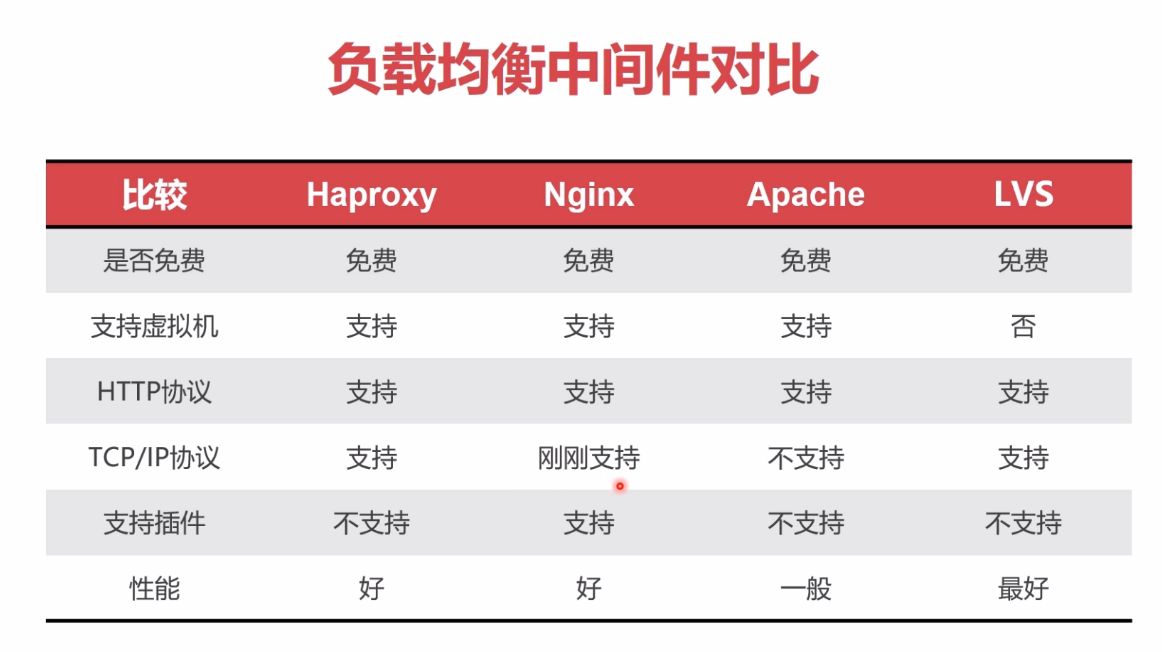 负载均衡中间件对比
比较 Haproxy Nginx Apache LVS
是否免费 免费 免费 免费 免费
支持虚拟机 支持 支持 支持 否
HTTP协议 支持 支持 支持 支持
TCP/IP协议 支持 刚刚支持 不支持 支持
支持插件 不支持 支持 不支持 不支持
性能 好 好 一般 最好